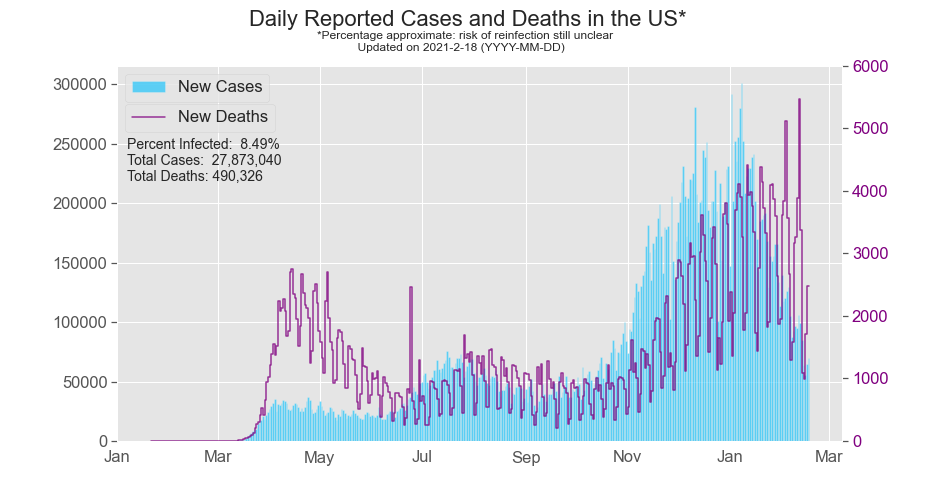 Daily Reported Cases and Deaths in the US*
*Percentage approximate: risk of reinfection still unclear
Updated on 2021-2-18 (YYYY-MM-DD)
New Cases
New Deaths
Percent Infected: 8.49%
Total Cases: 27,873,040
Total Deaths: 490,326
300000
250000
200000
150000
100000
50000
0
6000
5000
4000
3000
2000
1000
0
Jan Mar May Jul Sep Nov Jan Mar